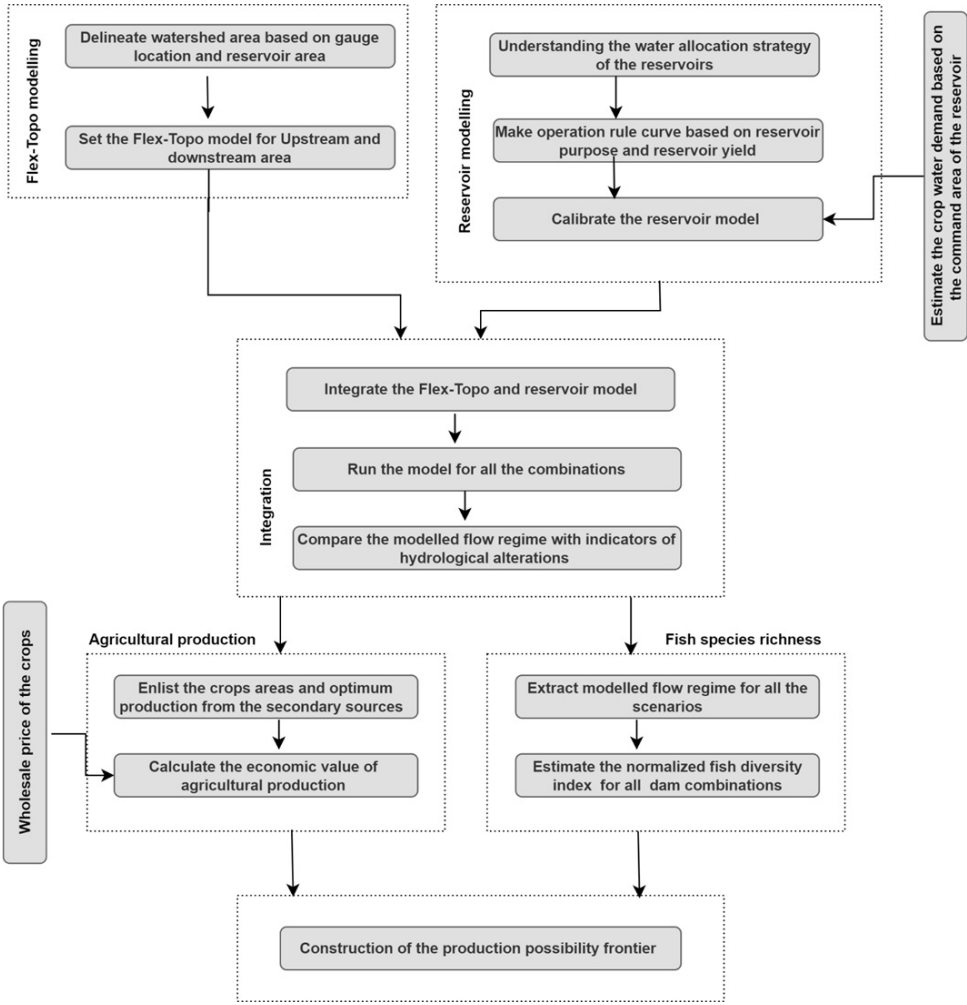 Flex-Topo modelling
Delineate watershed area based on gauge
location and reservoir area
Set the Flex-Topo model for Upstream and
downstream area
Reservoir modelling
Understanding the water allocation strategy
of the reservoirs
Make operation rule curve based on reservoir
purpose and reservoir yield
Calibrate the reservoir model
Estimate the crop water demand based on
the command area of the reservoir
Integration
Integrate the Flex-Topo and reservoir model
Run the model for all the combinations
Compare the modelled flow regime with indicators of
hydrological alterations
Wholesale price of the crops
Agricultural production
Enlist the crops areas and optimum
production from the secondary sources
Calculate the economic value of
agricultural production
Fish species richness
Extract modelled flow regime for all the
scenarios
Estimate the normalized fish diversity
index for all dam combinations
Construction of the production possibility frontier